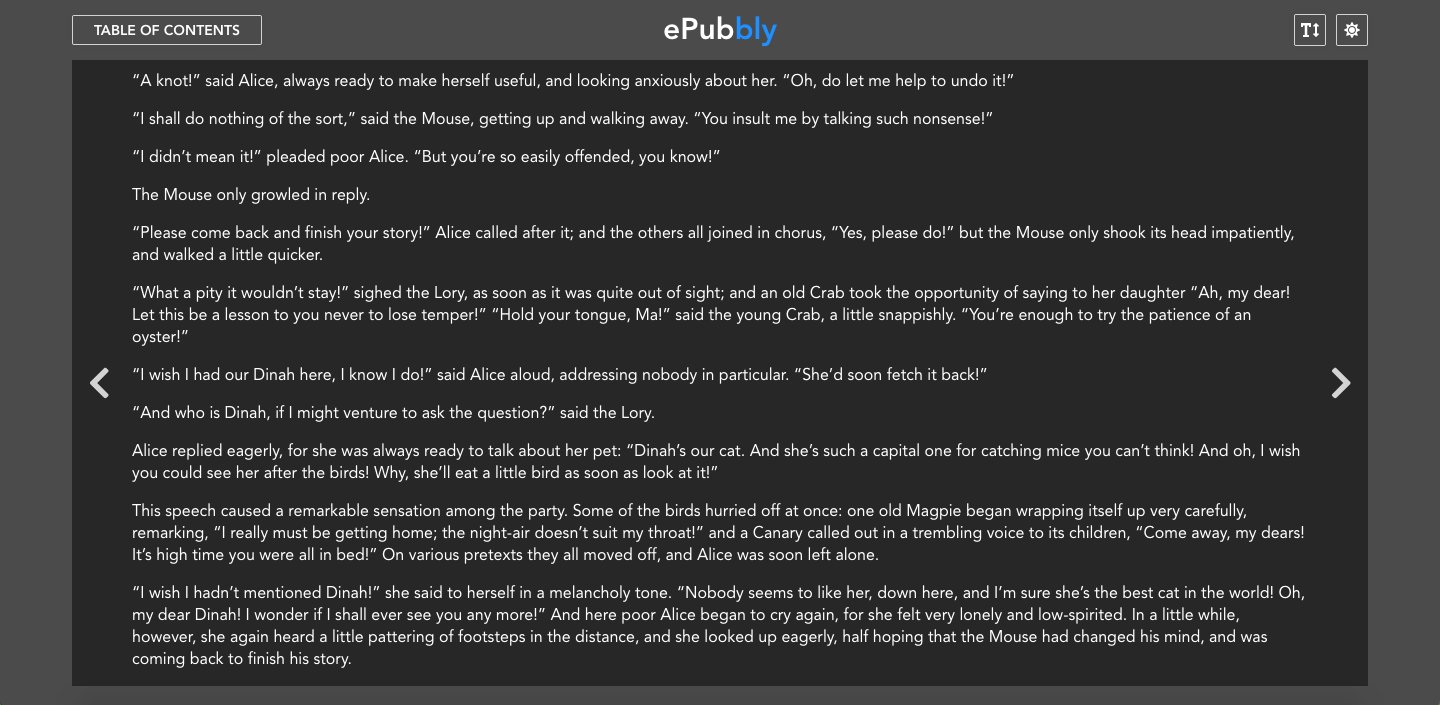 TABLE OF CONTENTS
ePubbly
T
“A knot!” said Alice, always ready to make herself useful, and looking anxiously about her. “Oh, do let me help to undo it!”
“I shall do nothing of the sort,” said the Mouse, getting up and walking away. “You insult me by talking such nonsense!”
“I didn’t mean it!” pleaded poor Alice. “But you’re so easily offended, you know!”
The Mouse only growled in reply.
“Please come back and finish your story!” Alice called after it; and the others all joined in chorus, “Yes, please do!” but the Mouse only shook its head impatiently,
and walked a little quicker.
“What a pity it wouldn’t stay!” sighed the Lory, as soon as it was quite out of sight; and an old Crab took the opportunity of saying to her daughter “Ah, my dear!
Let this be a lesson to you never to lose temper!” “Hold your tongue, Ma!” said the young Crab, a little snappishly. “You’re enough to try the patience of an
oyster!”
“I wish I had our Dinah here, I know I do!” said Alice aloud, addressing nobody in particular. “She’d soon fetch it back!”
“And who is Dinah, if I might venture to ask the question?” said the Lory.
Alice replied eagerly, for she was always ready to talk about her pet: “Dinah’s our cat. And she’s such a capital one for catching mice you can’t think! And oh, I wish
you could see her after the birds! Why, she’ll eat a little bird as soon as look at it!”
This speech caused a remarkable sensation among the party. Some of the birds hurried off at once: one old Magpie began wrapping itself up very carefully,
remarking, “I really must be getting home; the night-air doesn’t suit my throat!” and a Canary called out in a trembling voice to its children, “Come away, my dears!
It’s high time you were all in bed!” On various pretexts they all moved off, and Alice was soon left alone.
“I wish I hadn’t mentioned Dinah!” she said to herself in a melancholy tone. “Nobody seems to like her, down here, and I’m sure she’s the best cat in the world! Oh,
my dear Dinah! I wonder if I shall ever see you any more!” And here poor Alice began to cry again, for she felt very lonely and low-spirited. In a little while,
however, she again heard a little pattering of footsteps in the distance, and she looked up eagerly, half hoping that the Mouse had changed his mind, and was
coming back to finish his story.